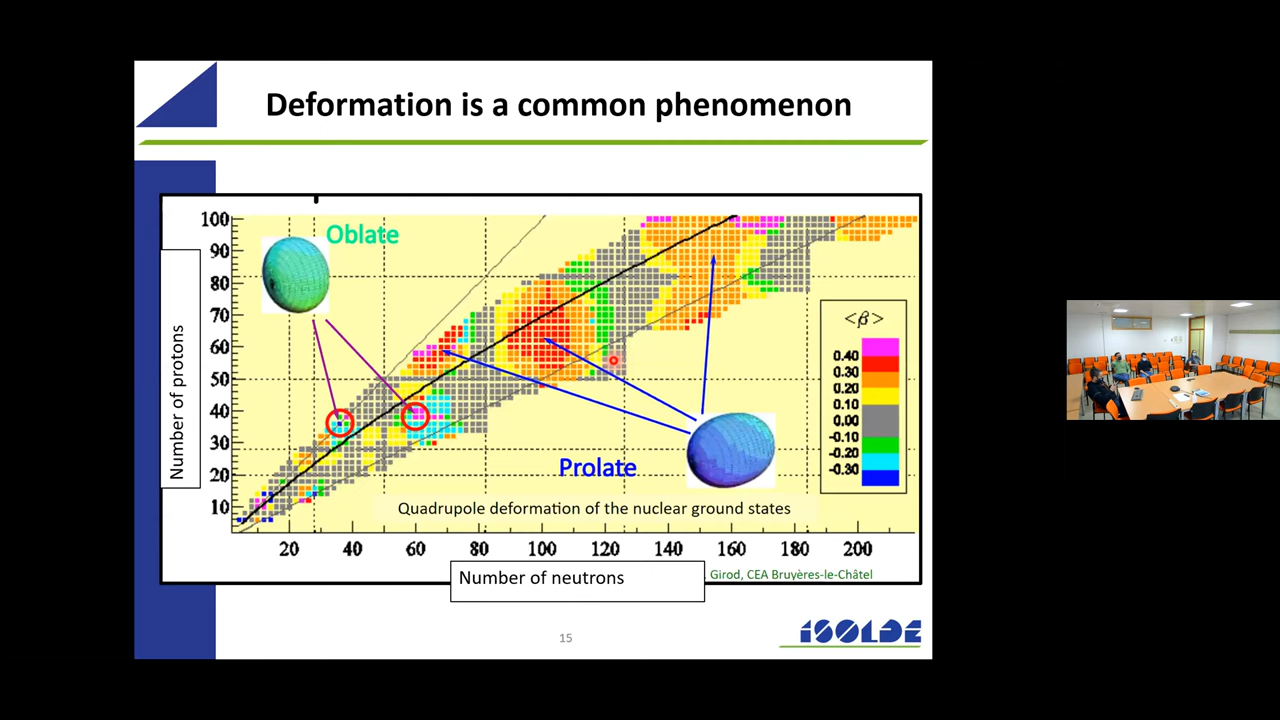 Deformation is a common phenomenon
Oblate
Prolate
<β>
0.40
0.30
0.20
0.10
0.00
-0.10
-0.20
-0.30
100
90
80
70
60
50
40
30
20
10
Number of protons
Quadrupole deformation of the nuclear ground states
20 40 60 80 100 120 140 160 180 200
Number of neutrons
Girod, CEA Bruyères-le-Châtel
15
ISOLDE